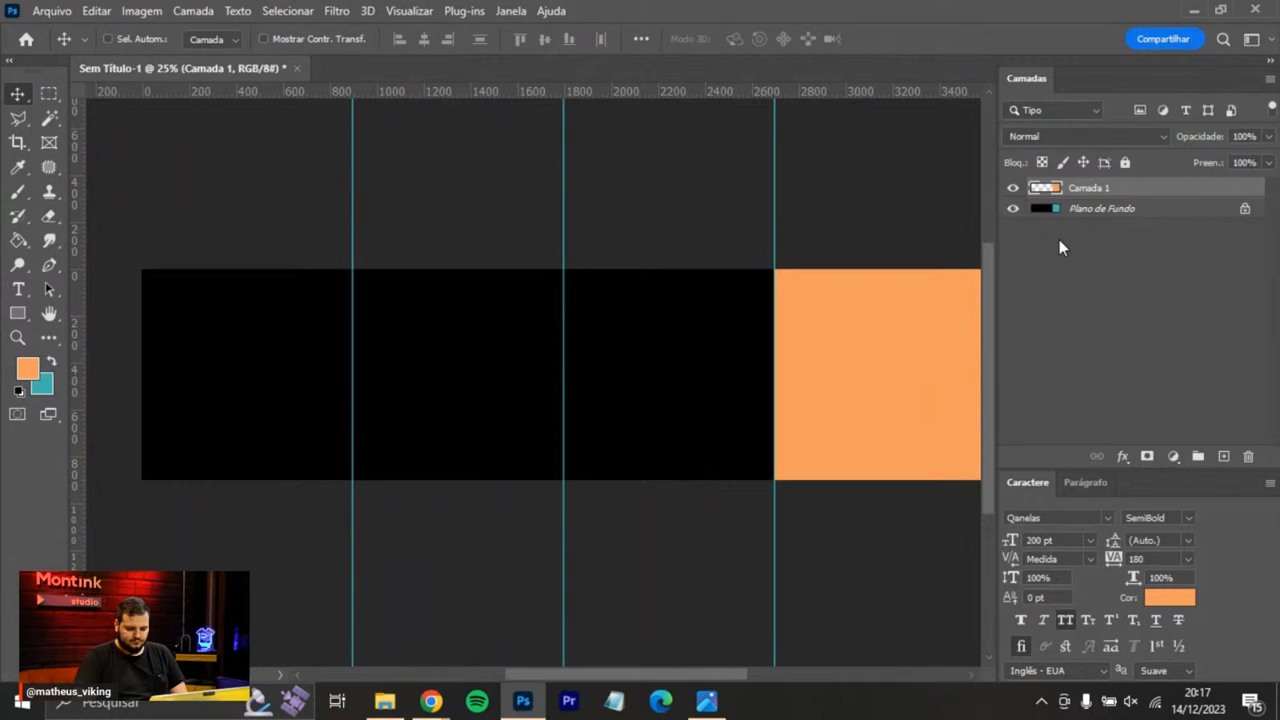 Ps Arquivo Editar Imagem Camada Texto Selecionar Filtro 3D Visualizar Plug-ins Janela Ajuda
Sel. Autom.: Camada Mostrar Contr. Transf. Modo 3D: Compartilhar
Sem Título-1 @ 25% (Camada 1, RGB/8#) *
Camadas
200 0 200 400 600 800 1000 1200 1400 1600 1800 2000 2200 2400 2600 2800 3000 3200 3400
Tipo
Normal Opacidade: 100%
Bloq.: Preen.: 100%
Camada 1
Plano de Fundo
Caractere Parágrafo
Qanelas SemiBold
200 pt (Auto.)
Medida 180
100% 100%
0 pt Cor:
Inglês - EUA Suave
Montink
studio
@matheus_viking
Pesquisar
Ps Pr
20:17
14/12/2023
15